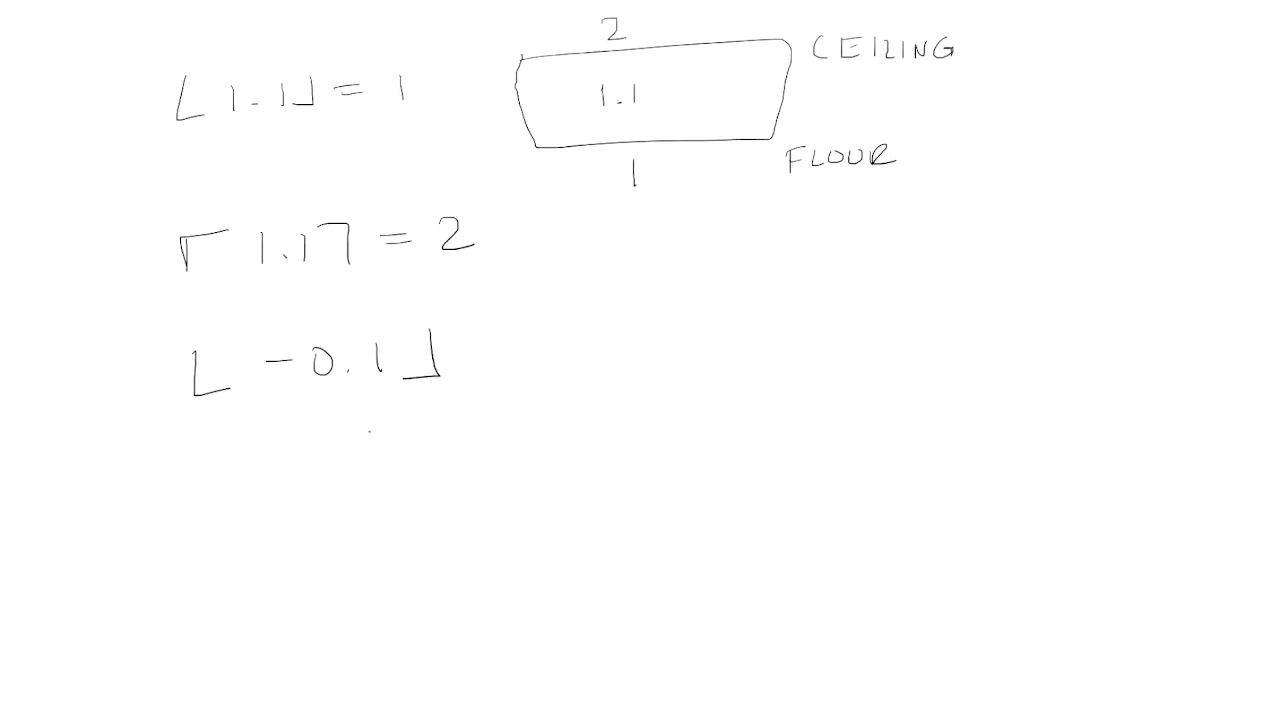 ⌊1.1⌋ = 1
2
CEILING
1.1
FLOOR
1
⌈1.1⌉ = 2
⌊-0.1⌋